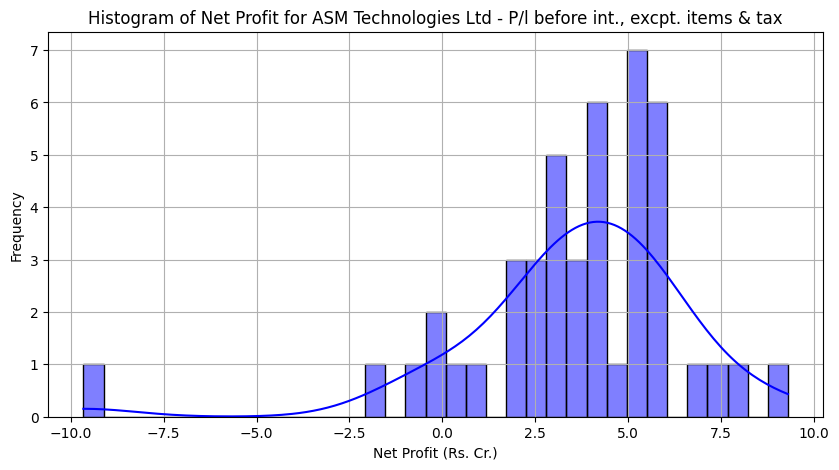 Histogram of Net Profit for ASM Technologies Ltd - P/l before int., excpt. items & tax
7
6
5
4
3
2
1
0
Frequency
−10.0 −7.5 −5.0 −2.5 0.0 2.5 5.0 7.5 10.0
Net Profit (Rs. Cr.)